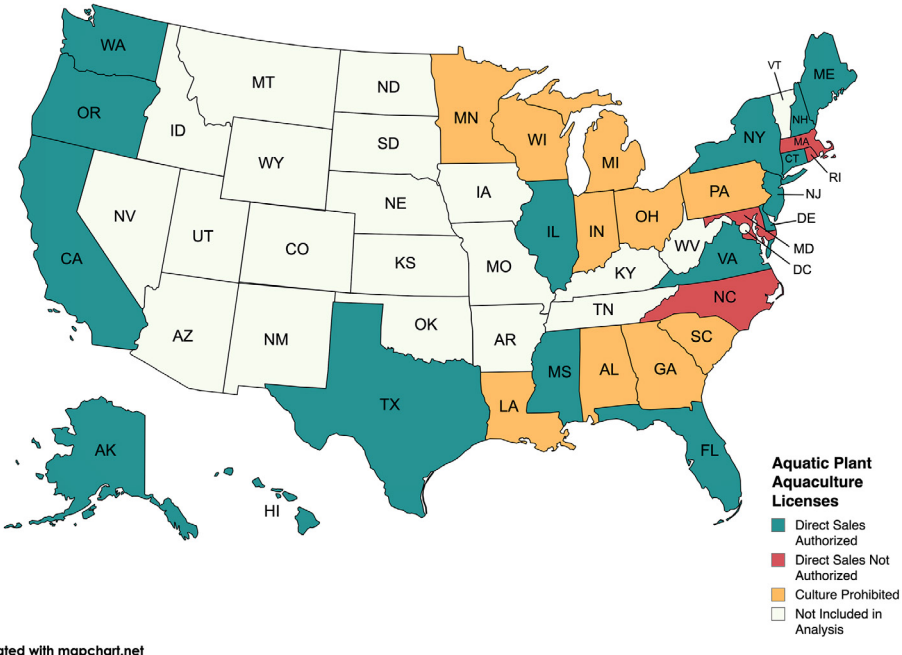 WA
OR
CA
NV
ID
MT
WY
UT
CO
AZ
NM
ND
SD
NE
KS
OK
TX
MN
IA
MO
AR
LA
WI
IL
MI
IN
OH
KY
TN
MS
AL
GA
FL
SC
NC
VA
WV
PA
NY
VT
NH
ME
MA
CT
RI
NJ
DE
MD
DC
AK
HI
Aquatic Plant
Aquaculture
Licenses
Direct Sales
Authorized
Direct Sales Not
Authorized
Culture Prohibited
Not Included in
Analysis
ated with mapchart.net